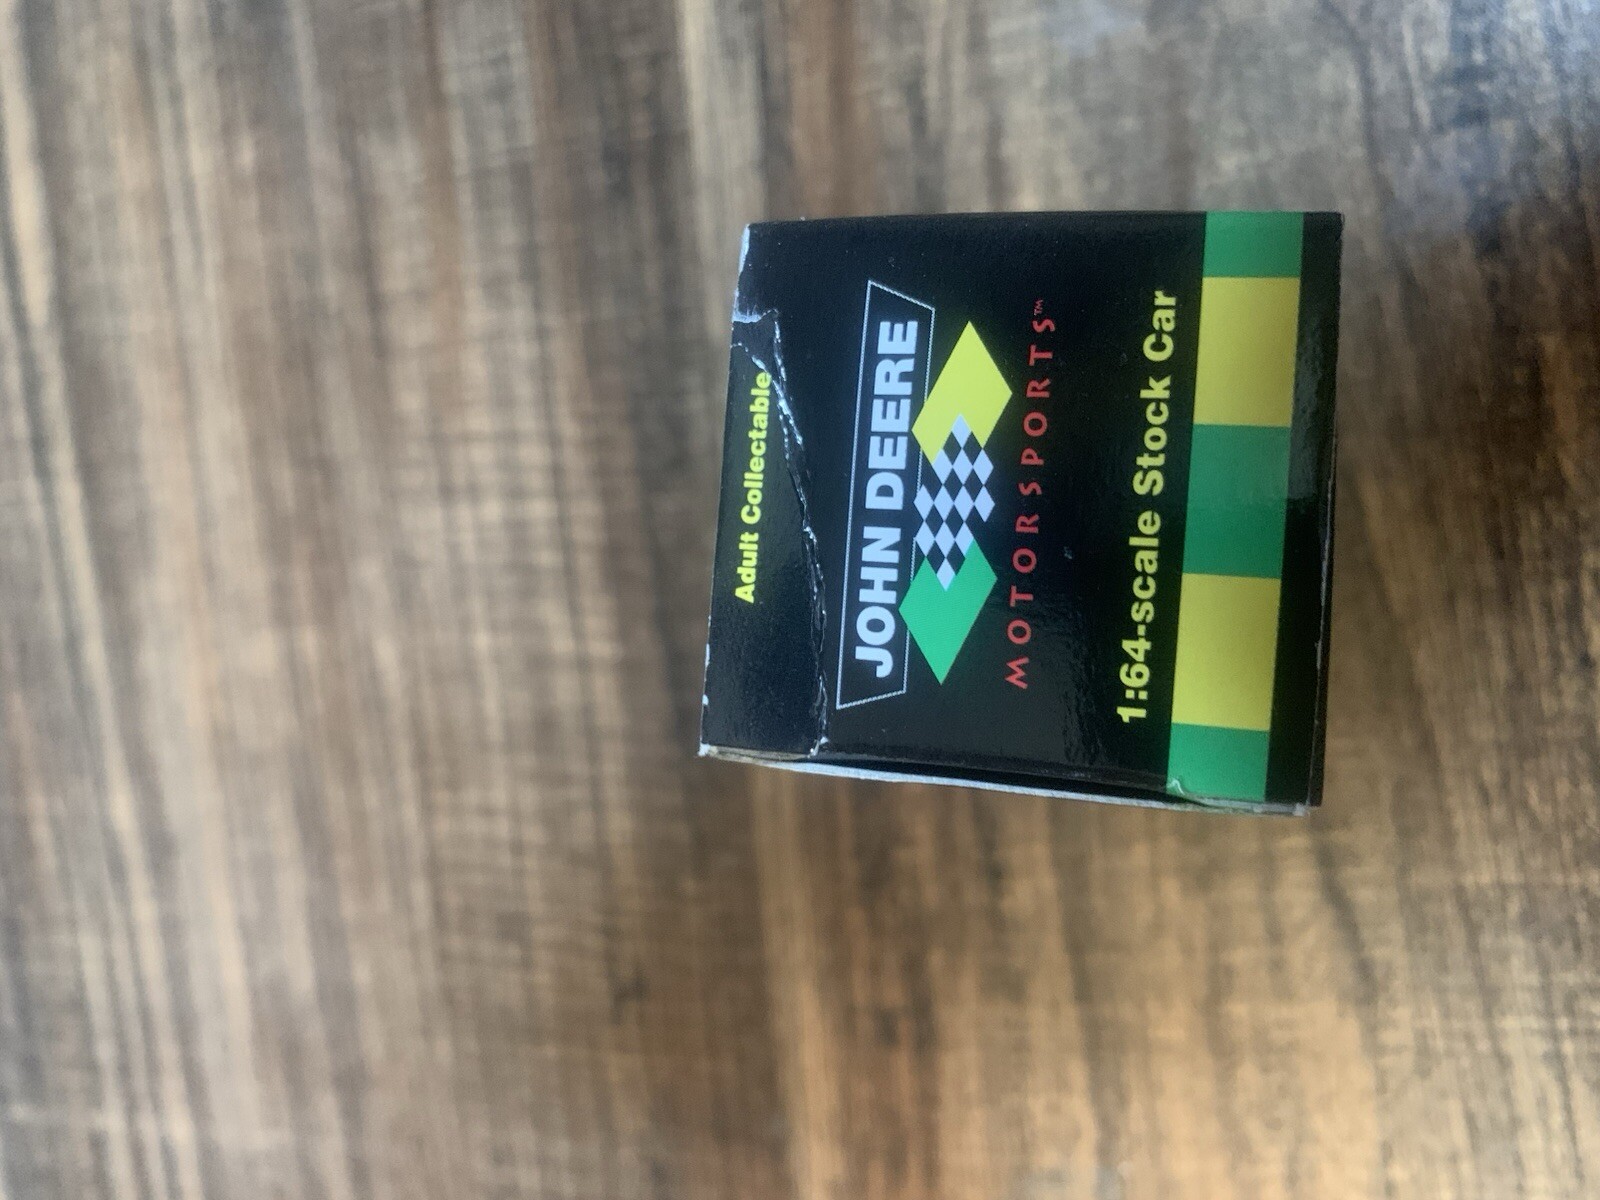 Adult Collectable
JOHN DEERE
MOTORSPORTS™
1:64-scale Stock Car